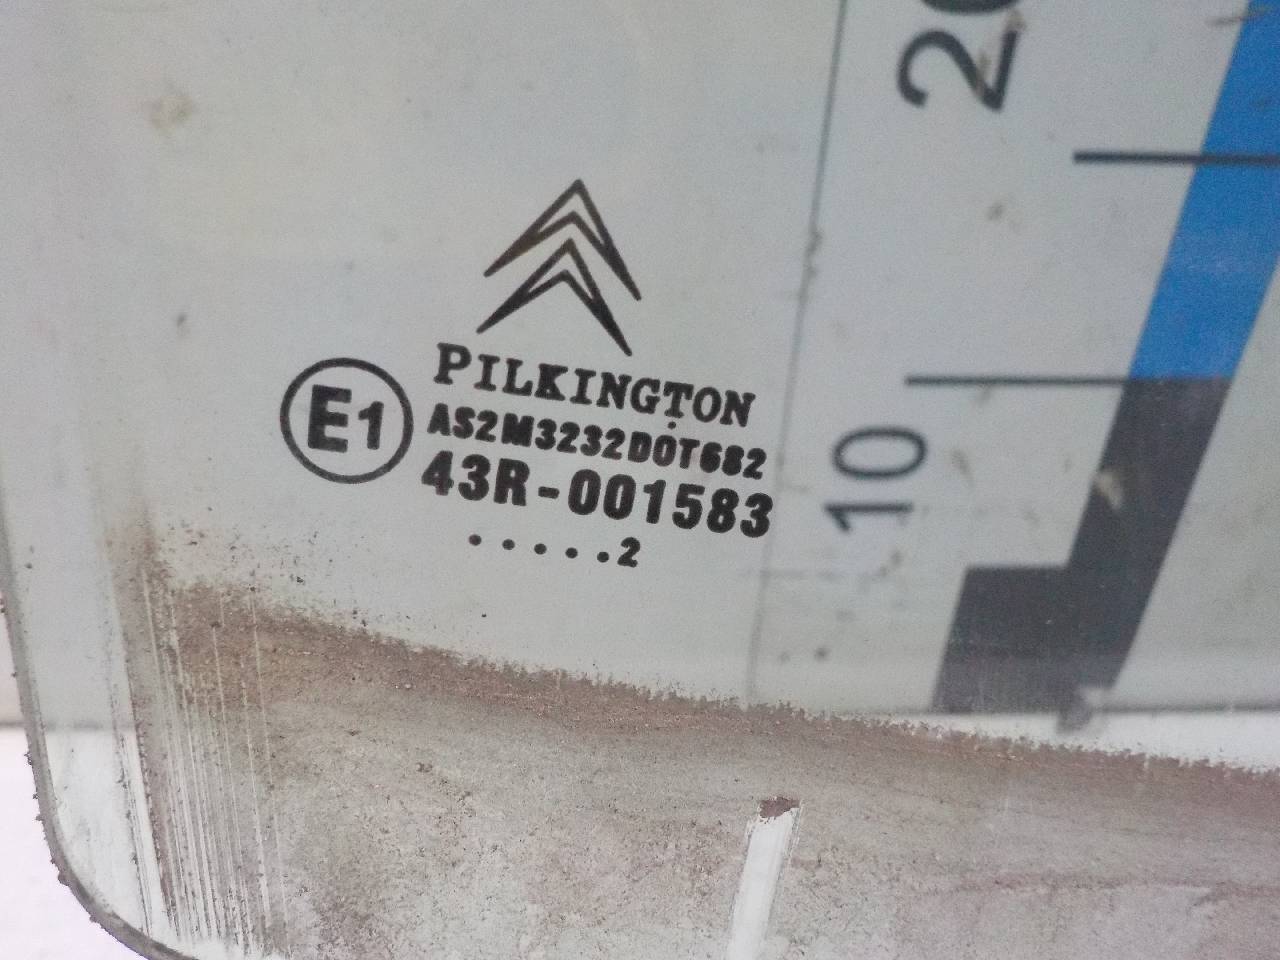 PILKINGTON
E1
AS2M3232DOT682
43R-001583
.....2
20
10